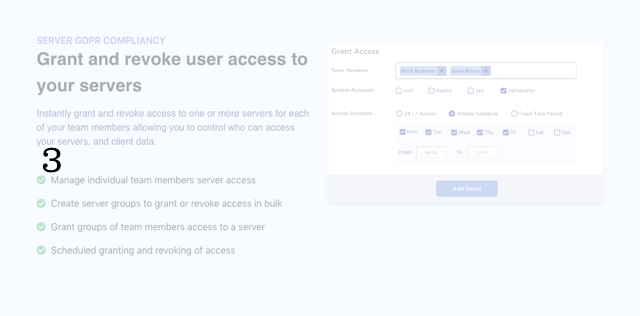 SERVER GDPR COMPLIANCY
Grant and revoke user access to
your servers
Instantly grant and revoke access to one or more servers for each
of your team members allowing you to control who can access
your servers, and client data.
3
Manage individual team members server access
Create server groups to grant or revoke access in bulk
Grant groups of team members access to a server
Scheduled granting and revoking of access
Grant Access
Team Members
System Accounts root deploy ops
Access Schedule 24 / 7 Access Weekly Schedule Fixed Time Period
Mon Tue Wed Thu Fri Sat Sun
From To
Add Users